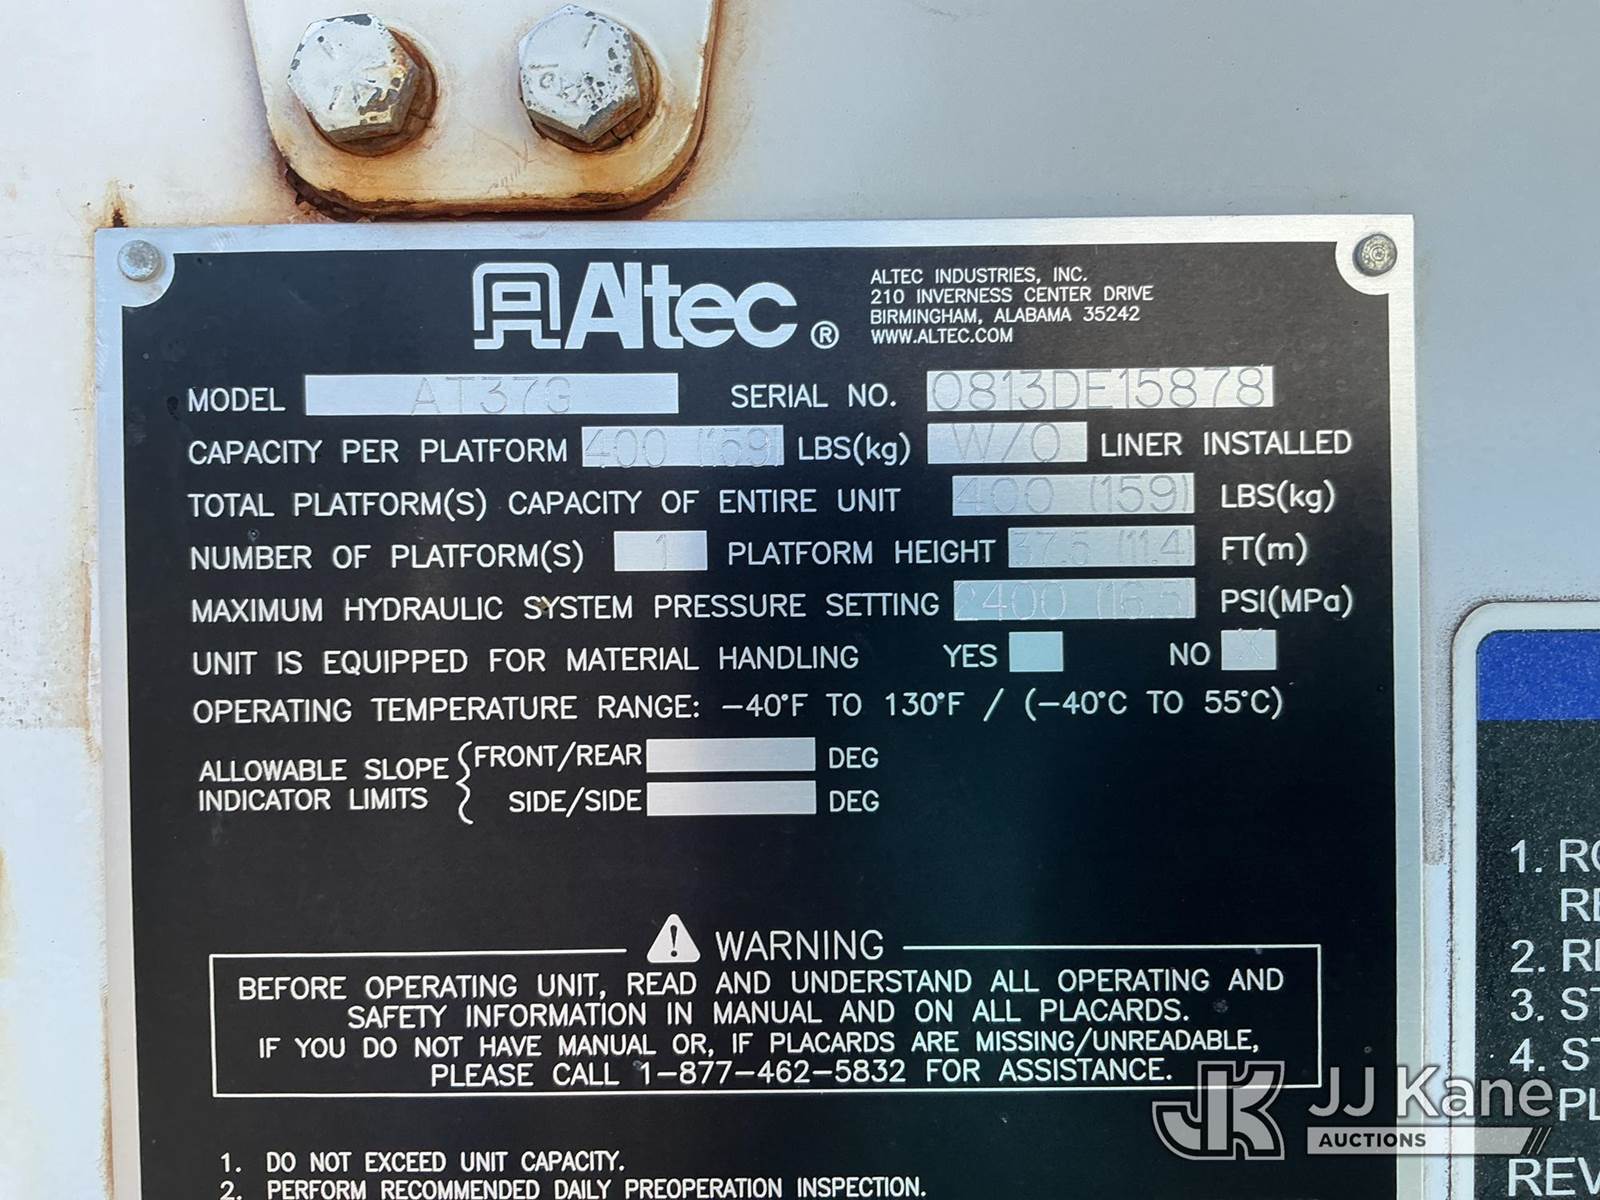 Altec®
ALTEC INDUSTRIES, INC.
210 INVERNESS CENTER DRIVE
BIRMINGHAM, ALABAMA 35242
WWW.ALTEC.COM
MODEL AT37G SERIAL NO. 0813DE15878
CAPACITY PER PLATFORM 400 (159) LBS(kg) W/O LINER INSTALLED
TOTAL PLATFORM(S) CAPACITY OF ENTIRE UNIT 400 (159) LBS(kg)
NUMBER OF PLATFORM(S) 1 PLATFORM HEIGHT 37.5 (11.4) FT(m)
MAXIMUM HYDRAULIC SYSTEM PRESSURE SETTING 2400 (16.5) PSI(MPa)
UNIT IS EQUIPPED FOR MATERIAL HANDLING YES NO X
OPERATING TEMPERATURE RANGE: -40°F TO 130°F / (-40°C TO 55°C)
ALLOWABLE SLOPE INDICATOR LIMITS
FRONT/REAR DEG
SIDE/SIDE DEG
WARNING
BEFORE OPERATING UNIT, READ AND UNDERSTAND ALL OPERATING AND
SAFETY INFORMATION IN MANUAL AND ON ALL PLACARDS.
IF YOU DO NOT HAVE MANUAL OR, IF PLACARDS ARE MISSING/UNREADABLE,
PLEASE CALL 1-877-462-5832 FOR ASSISTANCE.
1. DO NOT EXCEED UNIT CAPACITY.
2. PERFORM RECOMMENDED DAILY PREOPERATION INSPECTION.
1.
2.
3.
4.
JK JJ Kane
AUCTIONS